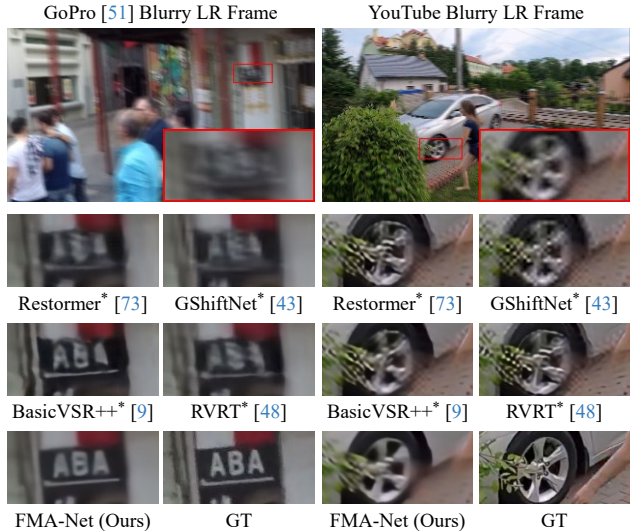 GoPro [51] Blurry LR Frame YouTube Blurry LR Frame
Restormer* [73] GShiftNet* [43] Restormer* [73] GShiftNet* [43]
ABA
BasicVSR++* [9] RVRT* [48] BasicVSR++* [9] RVRT* [48]
ABA ABA
FMA-Net (Ours) GT FMA-Net (Ours) GT